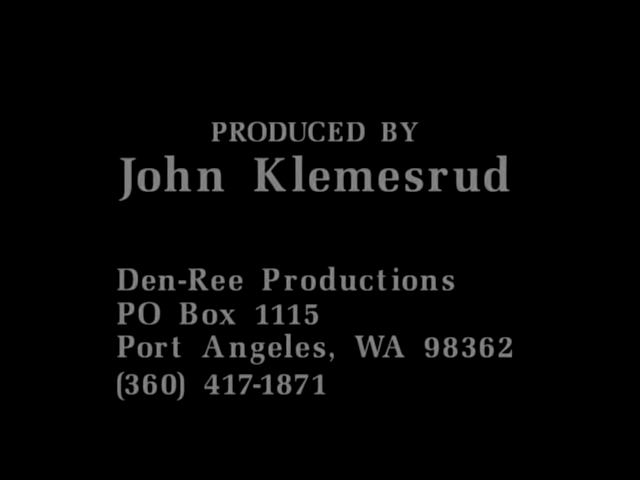 PRODUCED BY
John Klemesrud
Den-Ree Productions
PO Box 1115
Port Angeles, WA 98362
(360) 417-1871